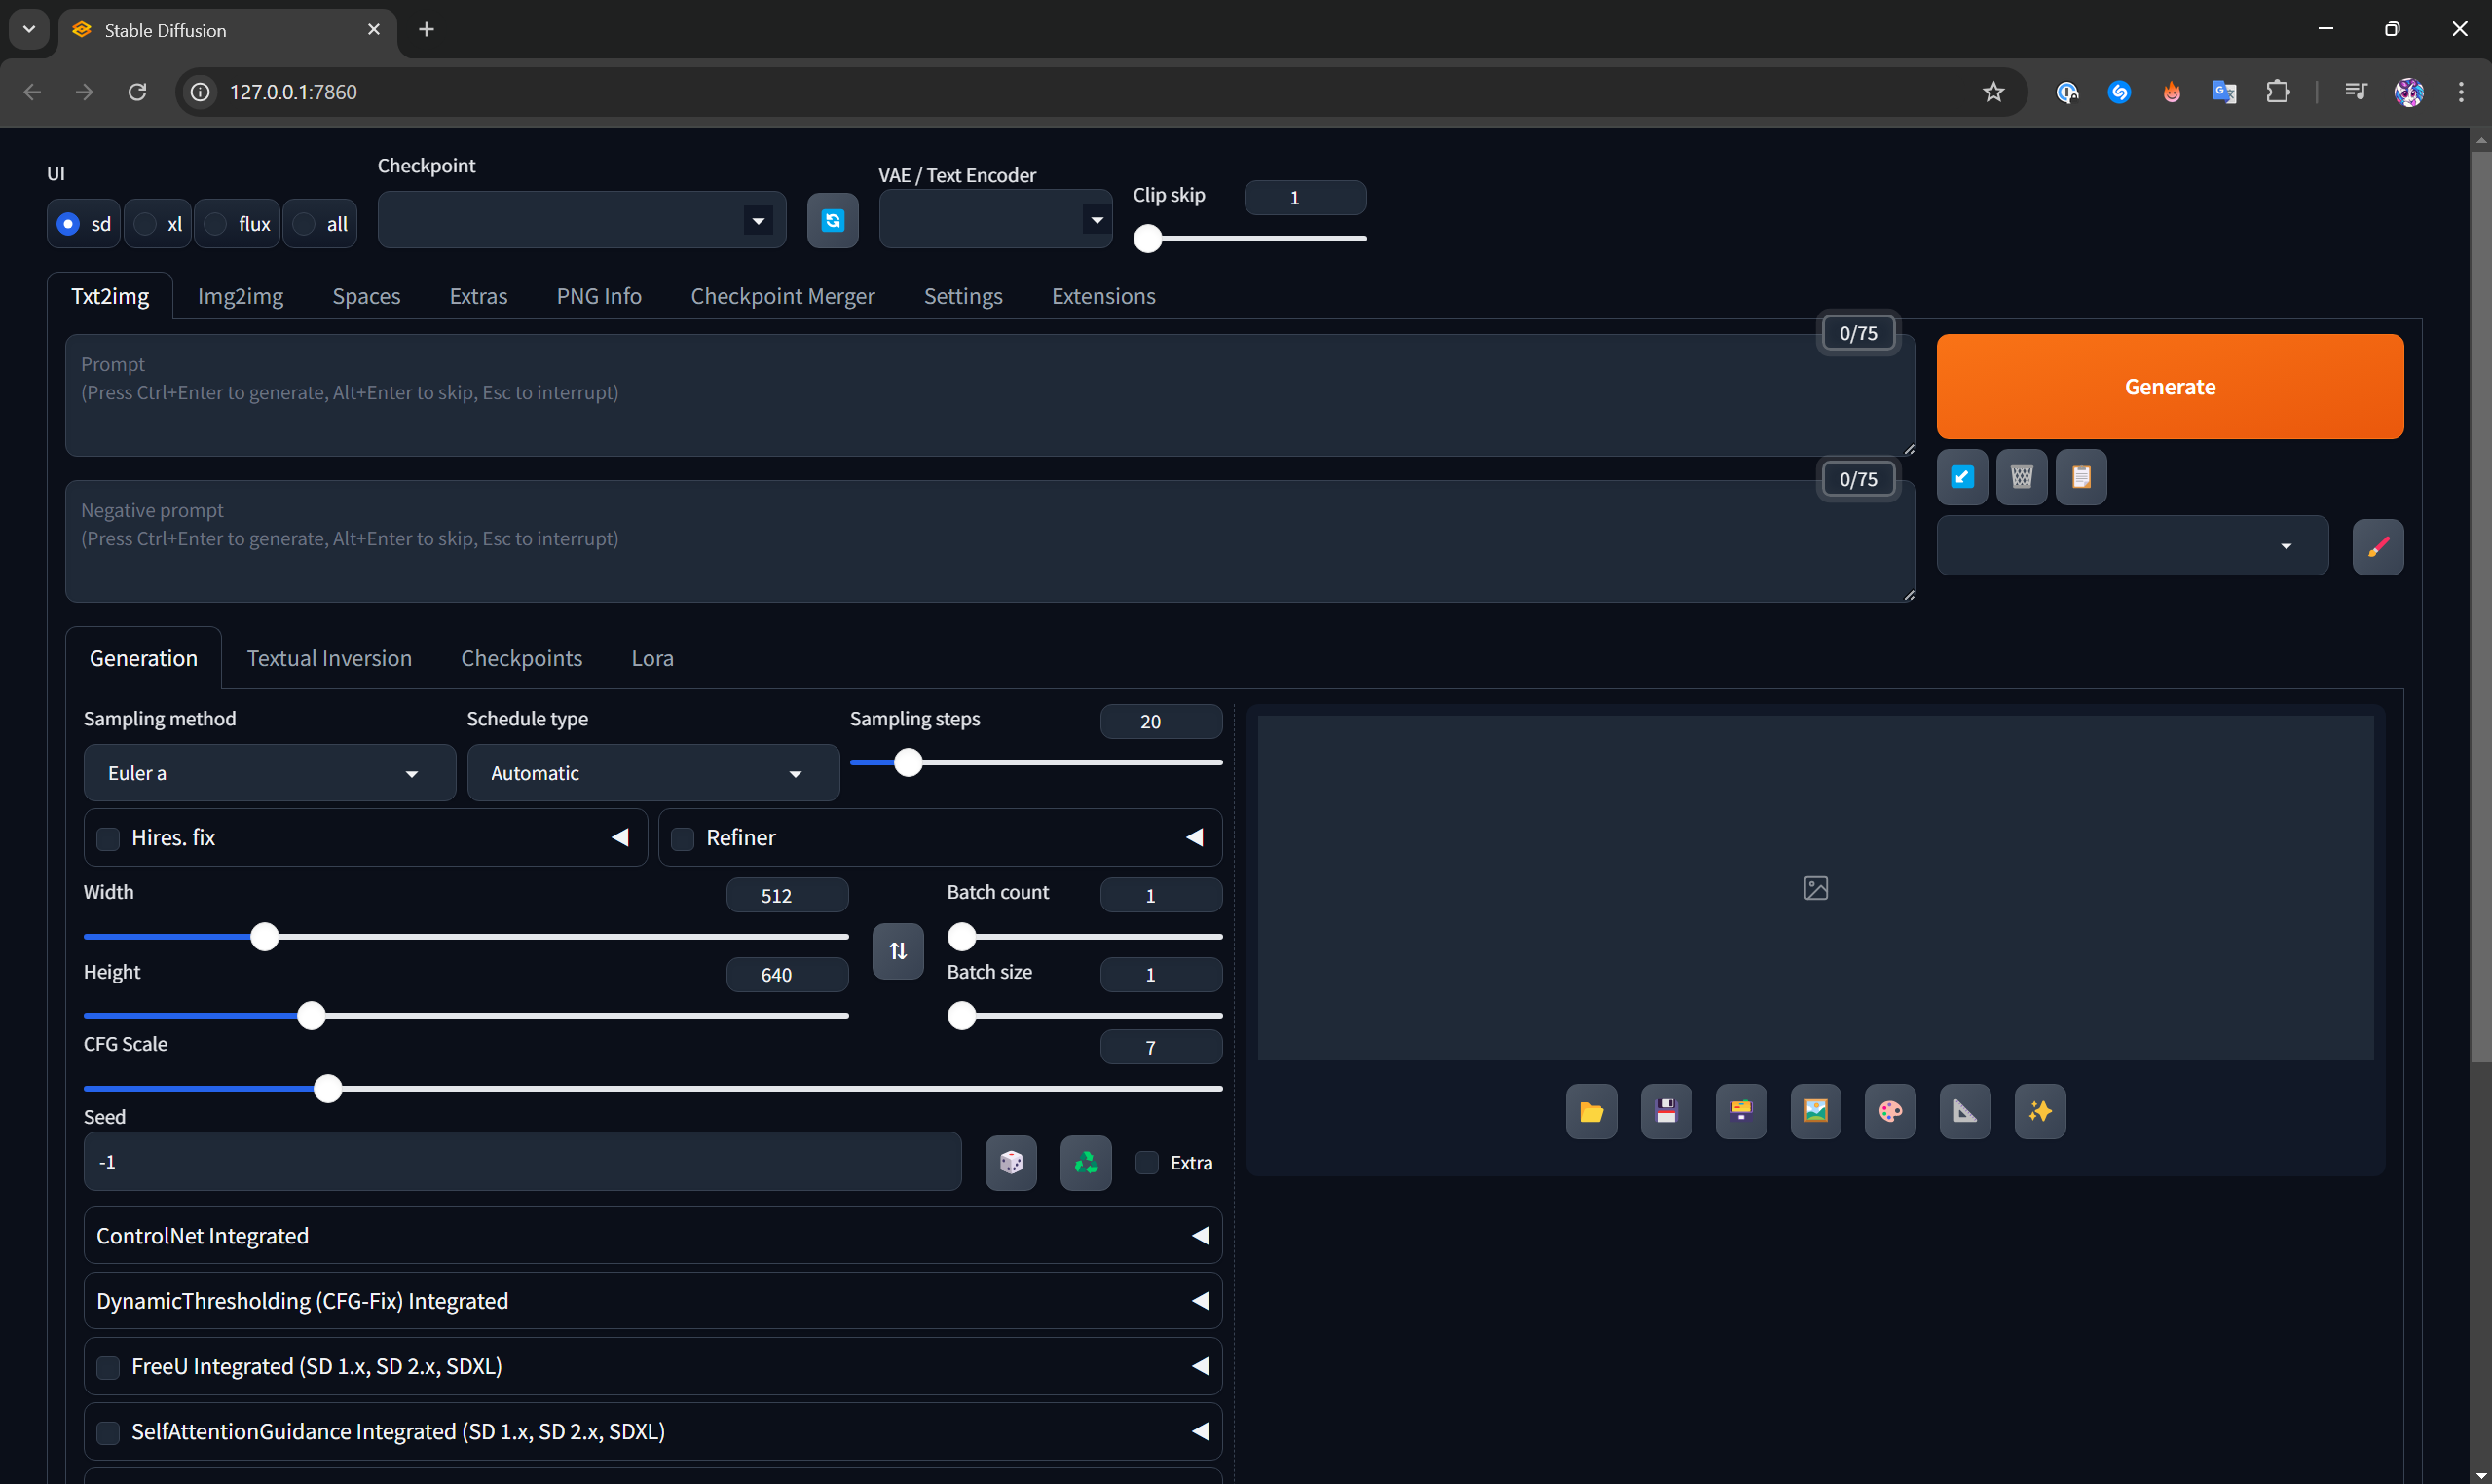 Stable Diffusion
127.0.0.1:7860
UI
sd
xl
flux
all
Checkpoint
VAE / Text Encoder
Clip skip
1
Txt2img
Img2img
Spaces
Extras
PNG Info
Checkpoint Merger
Settings
Extensions
0/75
Prompt
(Press Ctrl+Enter to generate, Alt+Enter to skip, Esc to interrupt)
Generate
0/75
Negative prompt
(Press Ctrl+Enter to generate, Alt+Enter to skip, Esc to interrupt)
Generation
Textual Inversion
Checkpoints
Lora
Sampling method
Euler a
Schedule type
Automatic
Sampling steps
20
Hires. fix
Refiner
Width
512
Height
640
Batch count
1
Batch size
1
CFG Scale
7
Seed
-1
Extra
ControlNet Integrated
DynamicThresholding (CFG-Fix) Integrated
FreeU Integrated (SD 1.x, SD 2.x, SDXL)
SelfAttentionGuidance Integrated (SD 1.x, SD 2.x, SDXL)